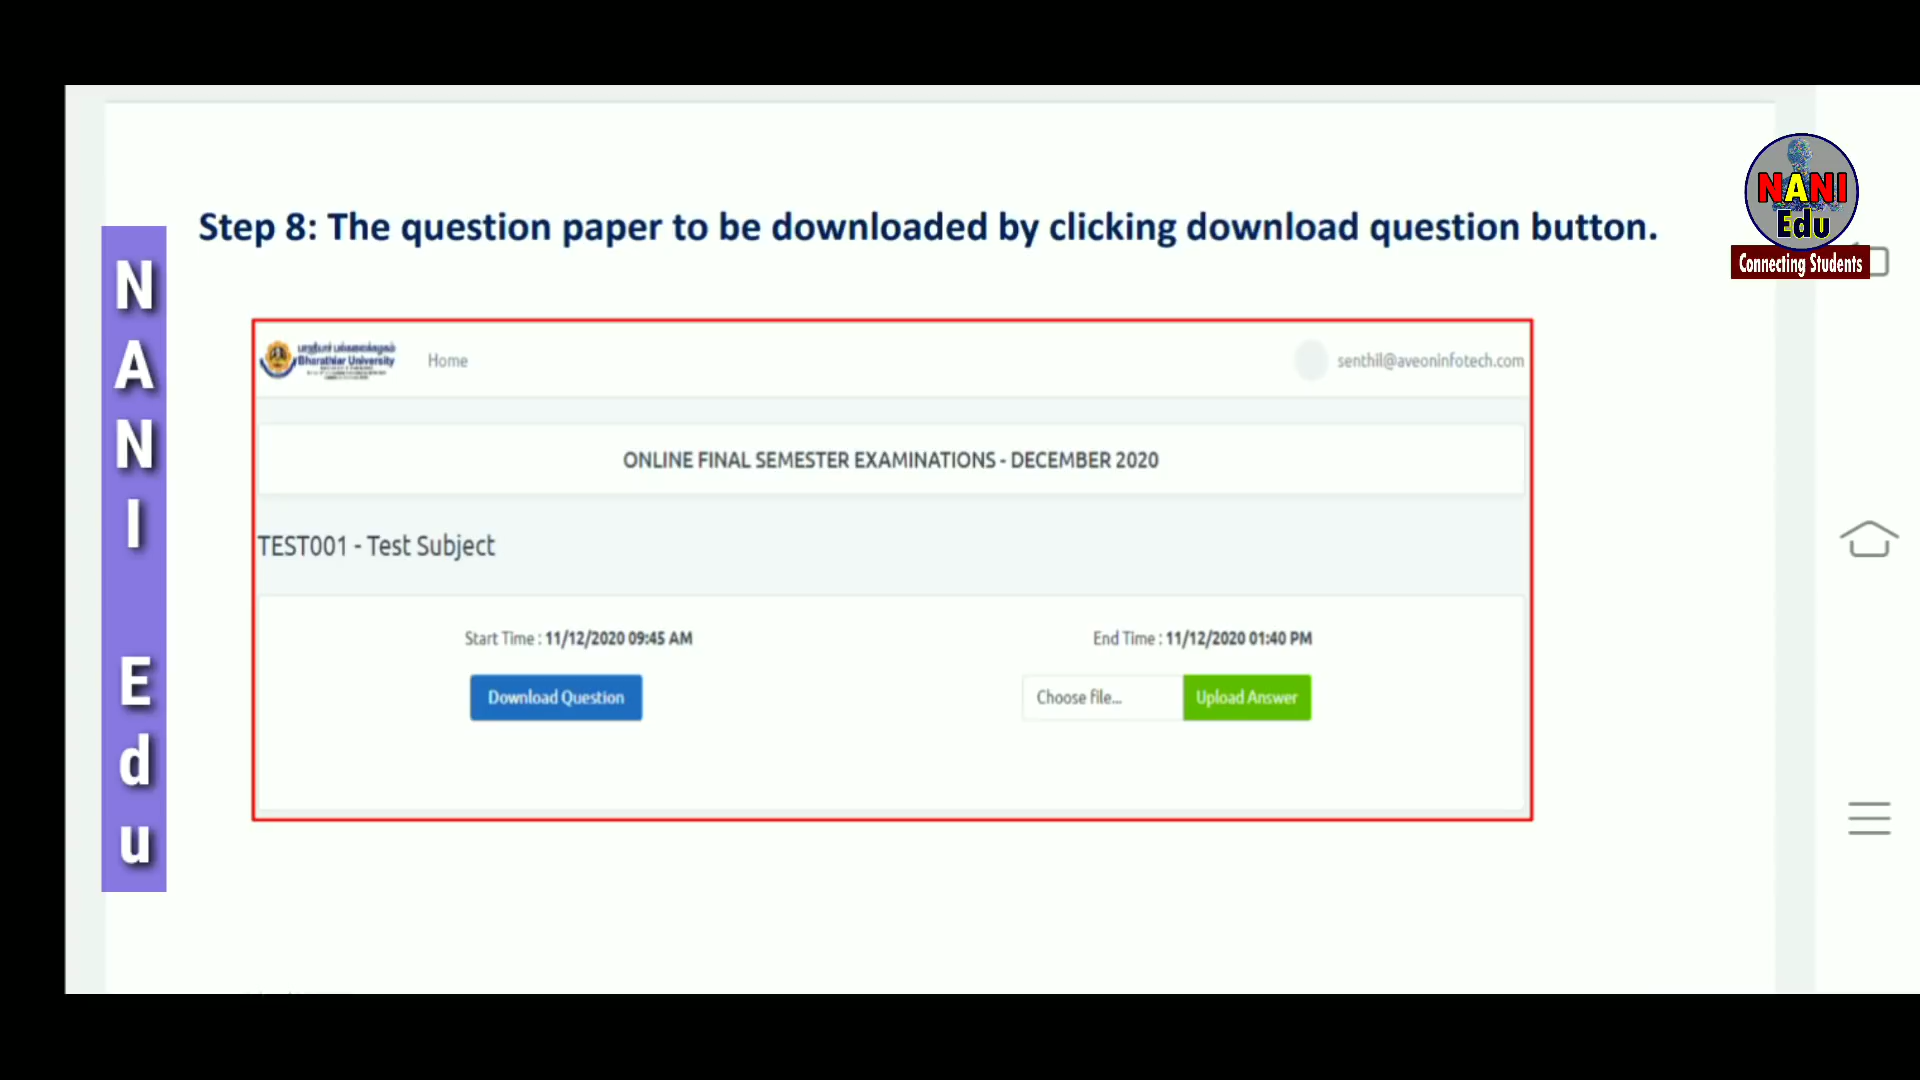 Step 8: The question paper to be downloaded by clicking download question button.
NANI
Edu
Connecting Students
NANI Edu
Bharathiar University
Home
senthil@aveoninfotech.com
ONLINE FINAL SEMESTER EXAMINATIONS - DECEMBER 2020
TEST001 - Test Subject
Start Time : 11/12/2020 09:45 AM
End Time : 11/12/2020 01:40 PM
Download Question
Choose file...
Upload Answer